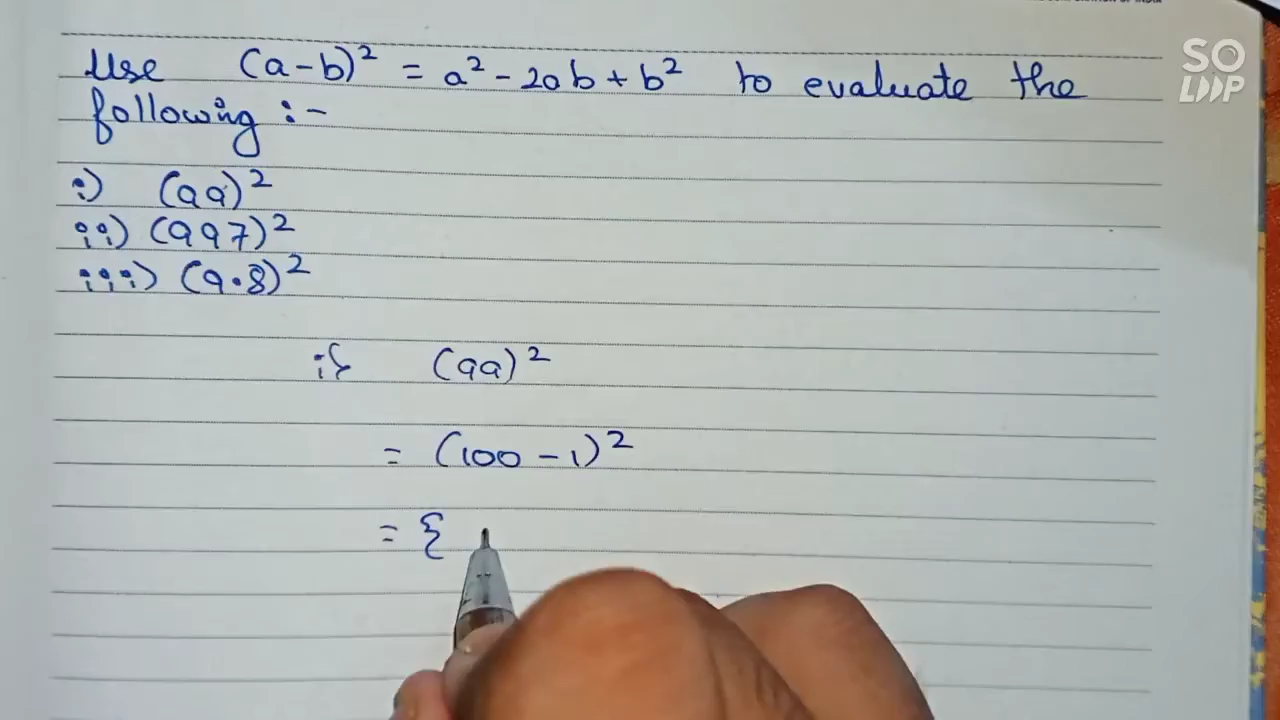 Use (a-b)² = a² - 2ab + b² to evaluate the
following :-
i) (99)²
ii) (997)²
iii) (9.8)²
i} (99)²
= (100 - 1)²
= {
SO
LOOP